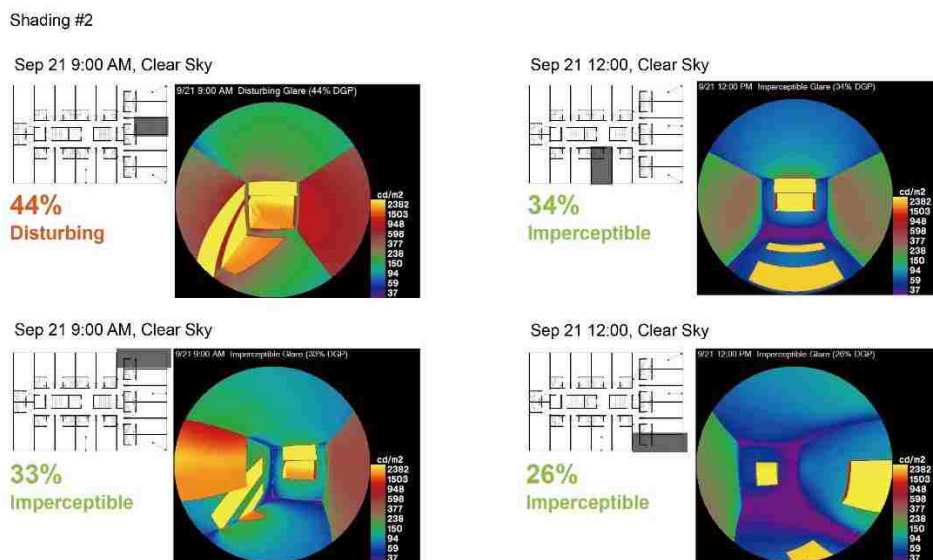 Shading #2
Sep 21 9:00 AM, Clear Sky
9/21 9:00 AM Disturbing Glare (44% DGP)
44%
Disturbing
cd/m2
2382
1503
948
598
377
238
150
94
59
37
Sep 21 12:00, Clear Sky
9/21 12:00 PM Imperceptible Glare (34% DGP)
34%
Imperceptible
cd/m2
2382
1503
948
598
377
238
150
94
59
37
Sep 21 9:00 AM, Clear Sky
9/21 9:00 AM Imperceptible Glare (33% DGP)
33%
Imperceptible
cd/m2
2382
1503
948
598
377
238
150
94
59
37
Sep 21 12:00, Clear Sky
9/21 12:00 PM Imperceptible Glare (26% DGP)
26%
Imperceptible
cd/m2
2382
1503
948
598
377
238
150
94
59
37